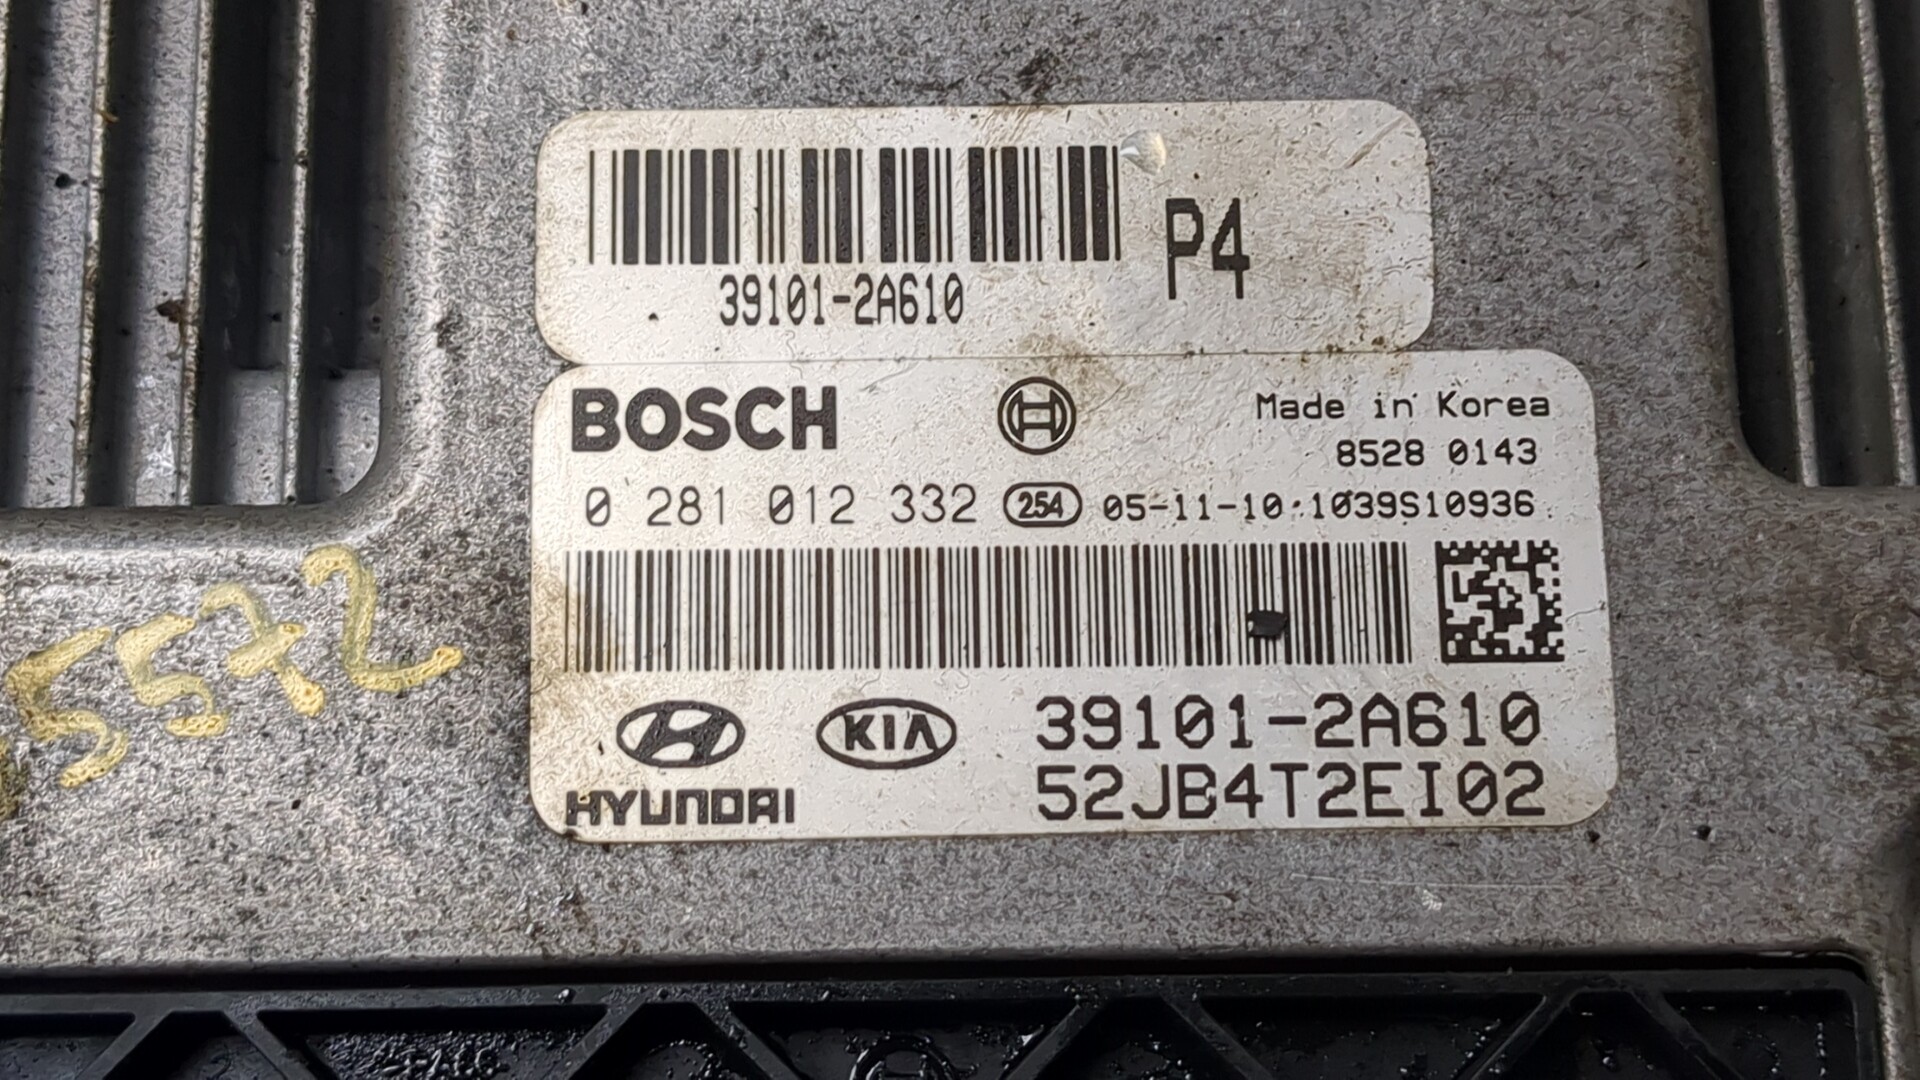 P4
39101-2A610
BOSCH
Made in Korea
8528 0143
0 281 012 332 254 05-11-10 1039S10936
5572
KIA 39101-2A610
HYUNDAI 52JB4T2EI02